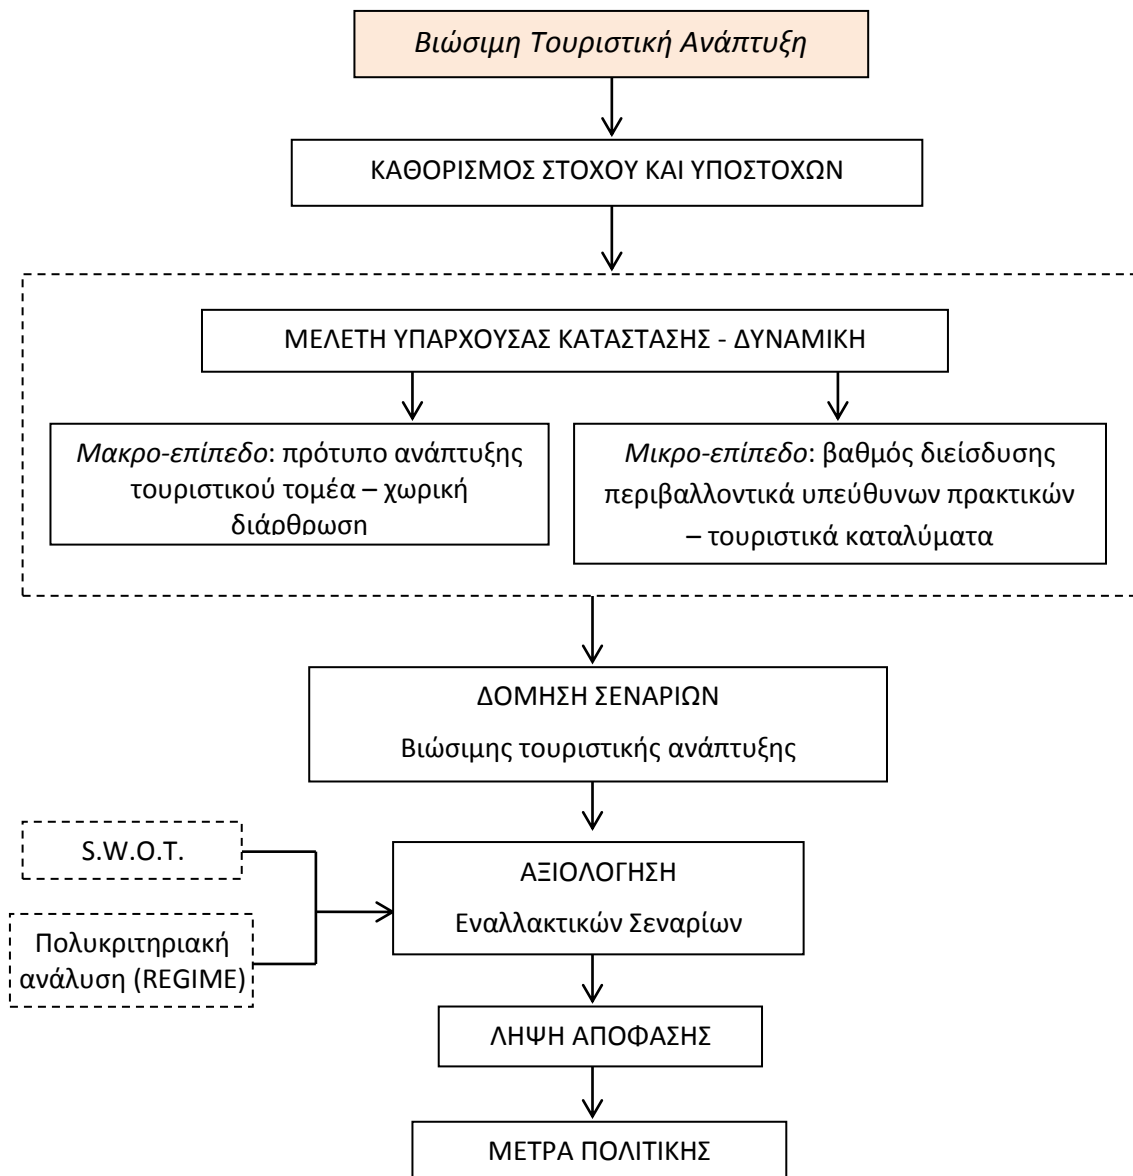 Βιώσιμη Τουριστική Ανάπτυξη
ΚΑΘΟΡΙΣΜΟΣ ΣΤΟΧΟΥ ΚΑΙ ΥΠΟΣΤΟΧΩΝ
ΜΕΛΕΤΗ ΥΠΑΡΧΟΥΣΑΣ ΚΑΤΑΣΤΑΣΗΣ - ΔΥΝΑΜΙΚΗ
Μακρο-επίπεδο: πρότυπο ανάπτυξης
τουριστικού τομέα – χωρική
διάρθρωση
Μικρο-επίπεδο: βαθμός διείσδυσης
περιβαλλοντικά υπεύθυνων πρακτικών
– τουριστικά καταλύματα
ΔΟΜΗΣΗ ΣΕΝΑΡΙΩΝ
Βιώσιμης τουριστικής ανάπτυξης
S.W.O.T.
Πολυκριτηριακή
ανάλυση (REGIME)
ΑΞΙΟΛΟΓΗΣΗ
Εναλλακτικών Σεναρίων
ΛΗΨΗ ΑΠΟΦΑΣΗΣ
ΜΕΤΡΑ ΠΟΛΙΤΙΚΗΣ